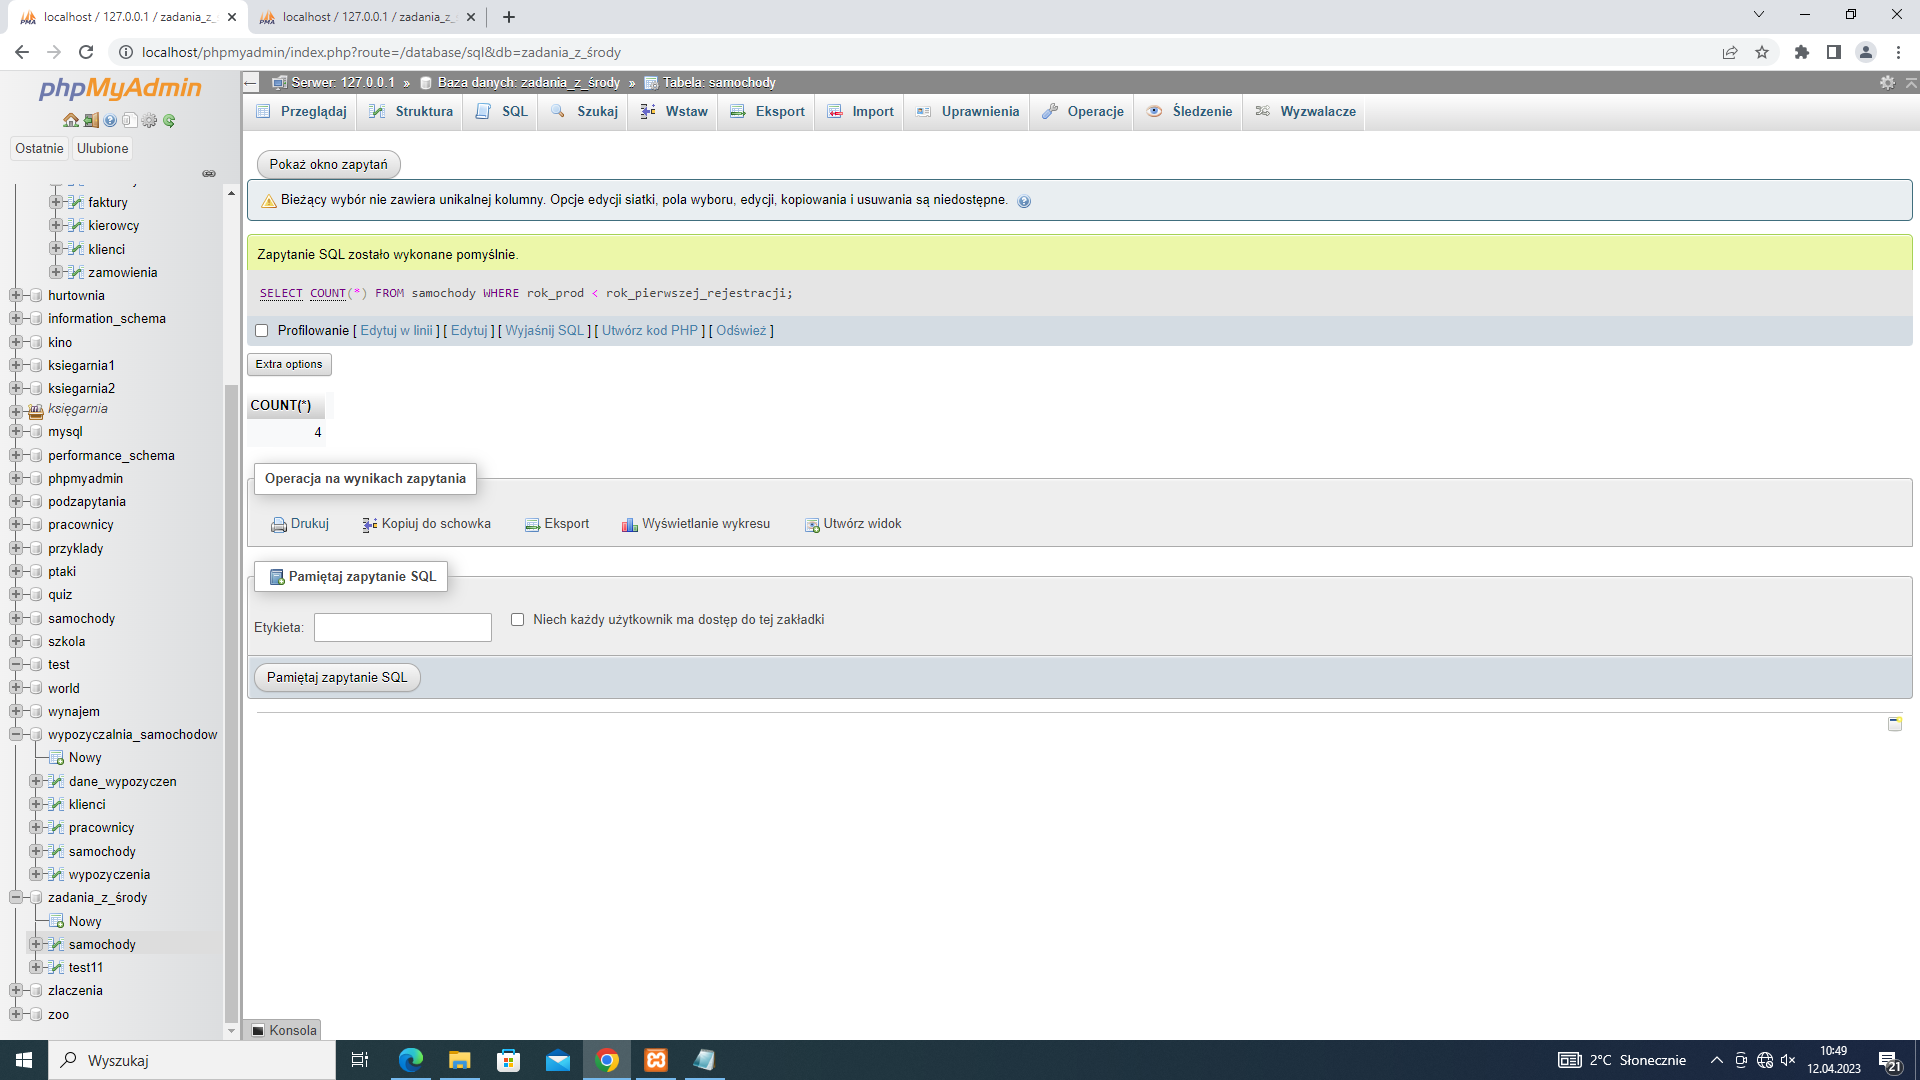 localhost / 127.0.0.1 / zadania_z_
localhost / 127.0.0.1 / zadania_z_
localhost/phpmyadmin/index.php?route=/database/sql&db=zadania_z_środy
phpMyAdmin
Ostatnie
Ulubione
faktury
kierowcy
klienci
zamowienia
hurtownia
information_schema
kino
ksiegarnia1
ksiegarnia2
księgarnia
mysql
performance_schema
phpmyadmin
podzapytania
pracownicy
przyklady
ptaki
quiz
samochody
szkola
test
world
wynajem
wypozyczalnia_samochodow
Nowy
dane_wypozyczen
klienci
pracownicy
samochody
wypozyczenia
zadania_z_środy
Nowy
samochody
test11
zlaczenia
zoo
Serwer: 127.0.0.1 » Baza danych: zadania_z_środy » Tabela: samochody
Przeglądaj Struktura SQL Szukaj Wstaw Eksport Import Uprawnienia Operacje Śledzenie Wyzwalacze
Pokaż okno zapytań
Bieżący wybór nie zawiera unikalnej kolumny. Opcje edycji siatki, pola wyboru, edycji, kopiowania i usuwania są niedostępne.
Zapytanie SQL zostało wykonane pomyślnie.
SELECT COUNT(*) FROM samochody WHERE rok_prod < rok_pierwszej_rejestracji;
Profilowanie [ Edytuj w linii ] [ Edytuj ] [ Wyjaśnij SQL ] [ Utwórz kod PHP ] [ Odśwież ]
Extra options
COUNT(*)
4
Operacja na wynikach zapytania
Drukuj Kopiuj do schowka Eksport Wyświetlanie wykresu Utwórz widok
Pamiętaj zapytanie SQL
Etykieta:
Niech każdy użytkownik ma dostęp do tej zakładki
Pamiętaj zapytanie SQL
Konsola
Wyszukaj
2°C Słonecznie
10:49
12.04.2023
21